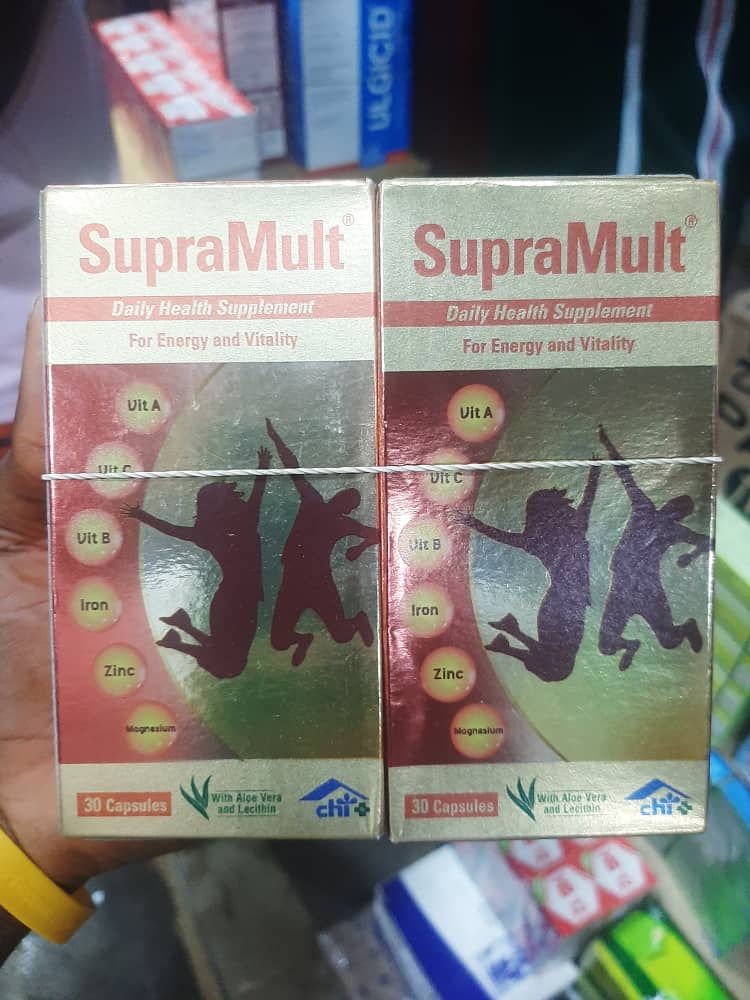 ULGICID
SupraMult®
Daily Health Supplement
For Energy and Vitality
Vit A
Vit C
Vit B
Iron
Zinc
Magnesium
30 Capsules
With Aloe Vera
and Lecithin
chi
SupraMult®
Daily Health Supplement
For Energy and Vitality
Vit A
Vit C
Vit B
Iron
Zinc
Magnesium
30 Capsules
With Aloe Vera
and Lecithin
chi